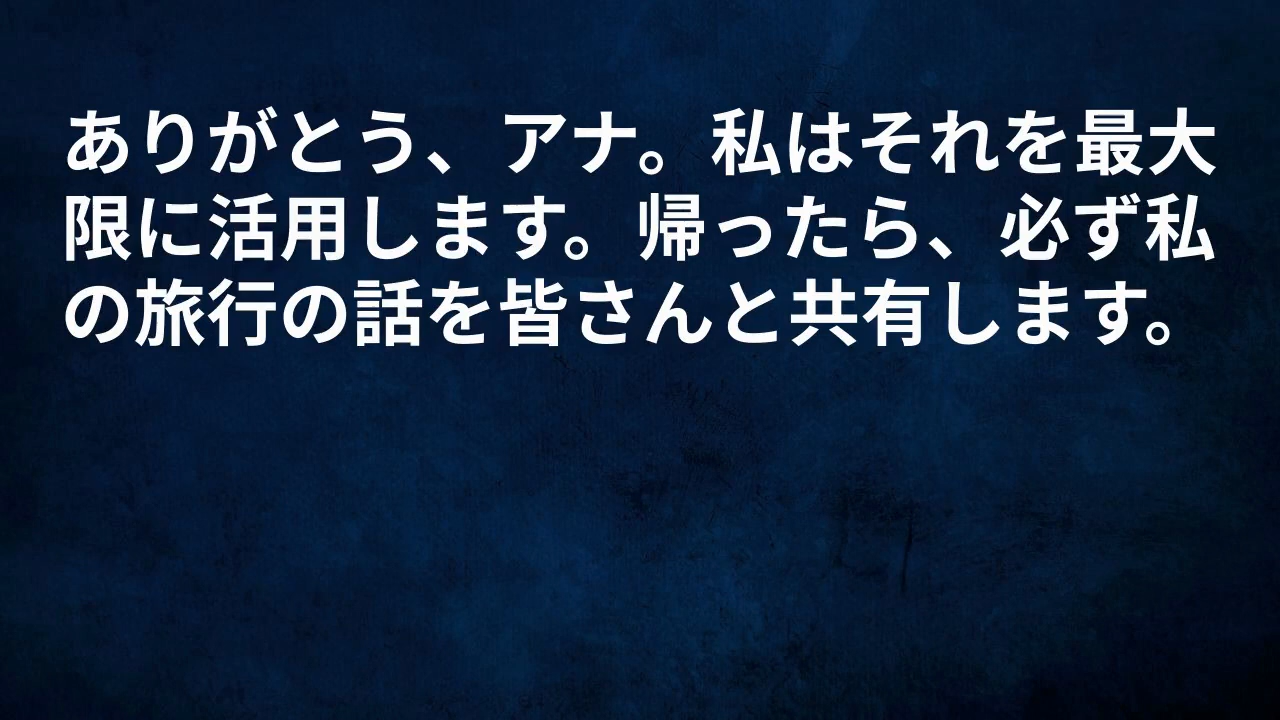 ありがとう、アナ。私はそれを最大
限に活用します。帰ったら、必ず私
の旅行の話を皆さんと共有します。